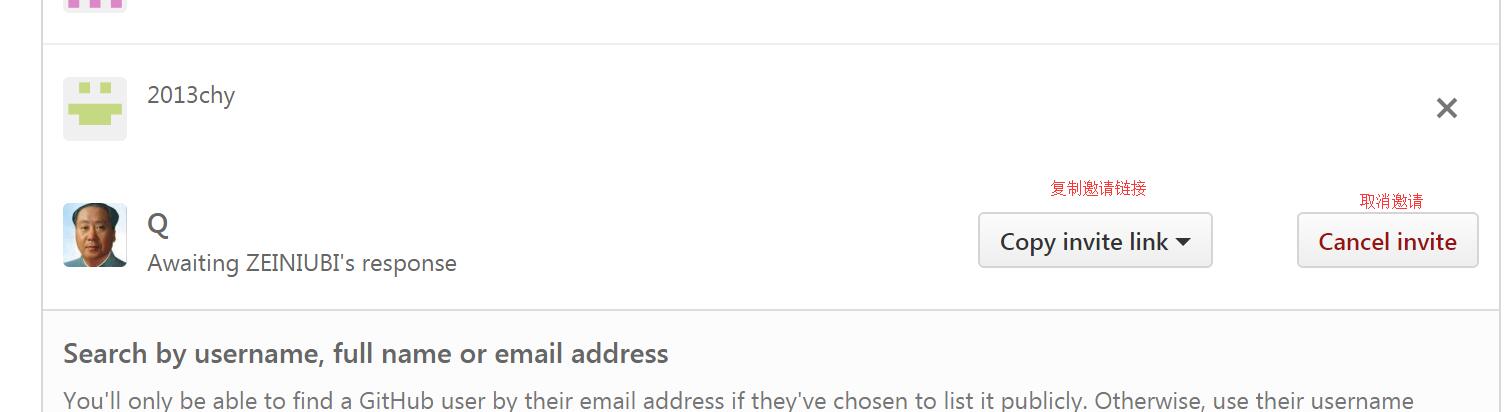 2013chy
复制邀请链接
取消邀请
Q
Copy invite link
Cancel invite
Awaiting ZEINIUBI's response
Search by username, full name or email address
You'll only be able to find a GitHub user by their email address if they've chosen to list it publicly. Otherwise, use their username